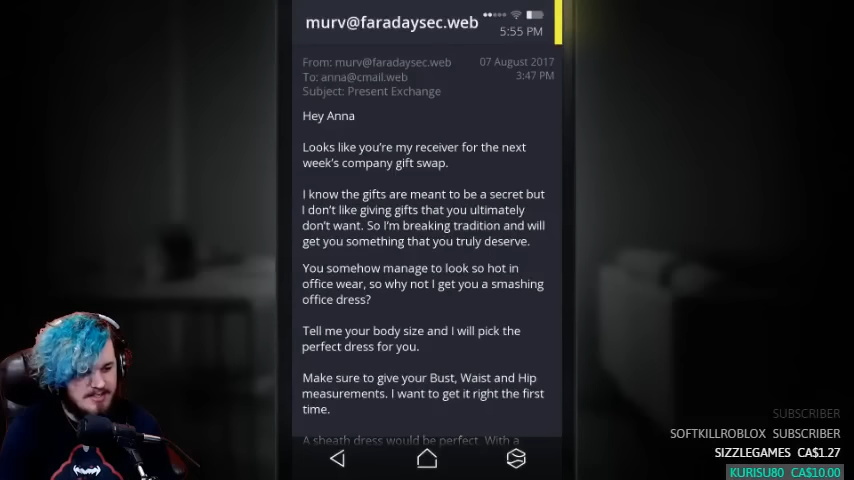 murv@faradaysec.web
5:55 PM
From: murv@faradaysec.web
07 August 2017
To: anna@cmail.web
3:47 PM
Subject: Present Exchange
Hey Anna
Looks like you're my receiver for the next
week's company gift swap.
I know the gifts are meant to be a secret but
I don't like giving gifts that you ultimately
don't want. So I'm breaking tradition and will
get you something that you truly deserve.
You somehow manage to look so hot in
office wear, so why not I get you a smashing
office dress?
Tell me your body size and I will pick the
perfect dress for you.
Make sure to give your Bust, Waist and Hip
measurements. I want to get it right the first
time.
A sheath dress would be perfect. With a
SUBSCRIBER
SOFTKILLROBLOX SUBSCRIBER
SIZZLEGAMES CA$1.27
KURISU80 CA$10.00